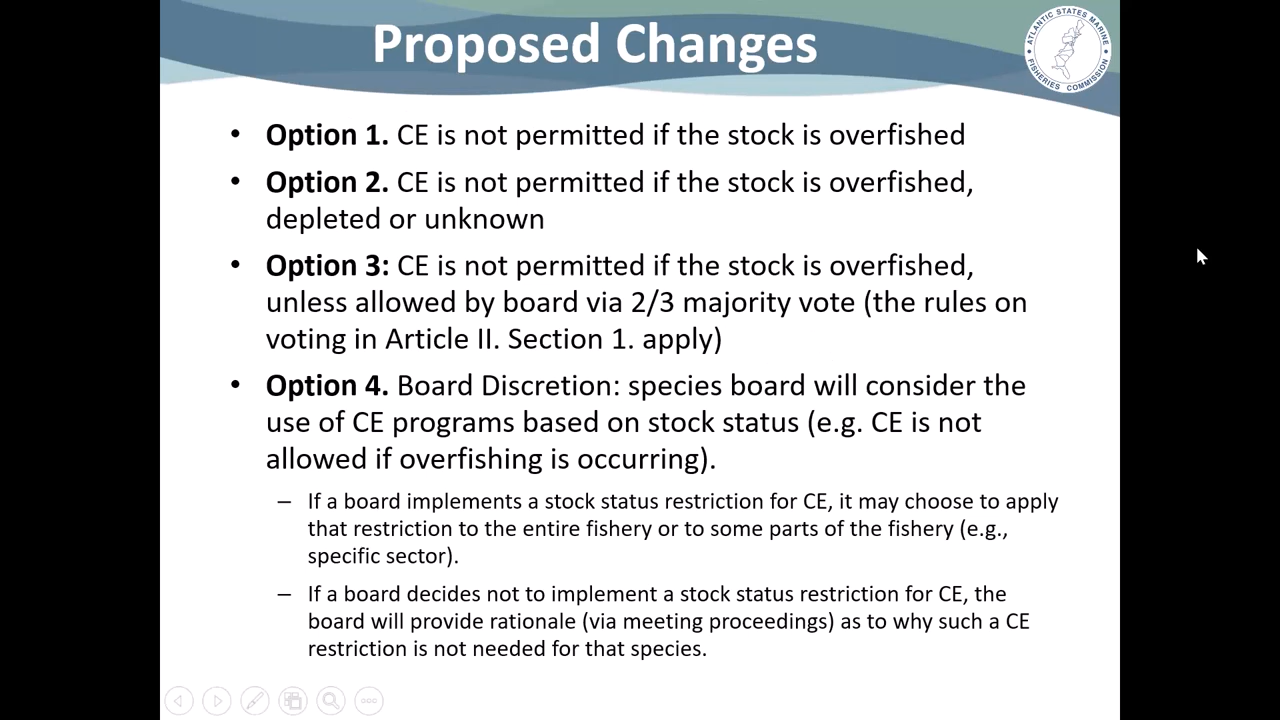 Proposed Changes
ATLANTIC STATES MARINE
FISHERIES COMMISSION
• Option 1. CE is not permitted if the stock is overfished
• Option 2. CE is not permitted if the stock is overfished,
depleted or unknown
• Option 3: CE is not permitted if the stock is overfished,
unless allowed by board via 2/3 majority vote (the rules on
voting in Article II. Section 1. apply)
• Option 4. Board Discretion: species board will consider the
use of CE programs based on stock status (e.g. CE is not
allowed if overfishing is occurring).
– If a board implements a stock status restriction for CE, it may choose to apply
that restriction to the entire fishery or to some parts of the fishery (e.g.,
specific sector).
– If a board decides not to implement a stock status restriction for CE, the
board will provide rationale (via meeting proceedings) as to why such a CE
restriction is not needed for that species.